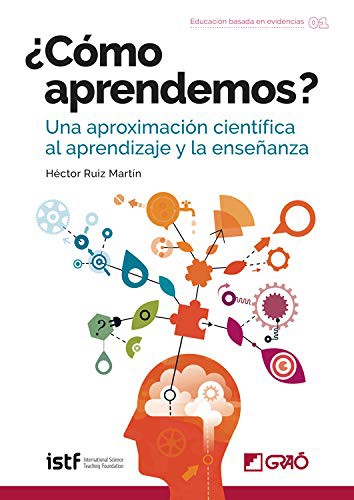 Educación basada en evidencias 01
¿Cómo
aprendemos?
Una aproximación científica
al aprendizaje y la enseñanza
Héctor Ruiz Martín
istf
International Science
Teaching Foundation
GRAÓ